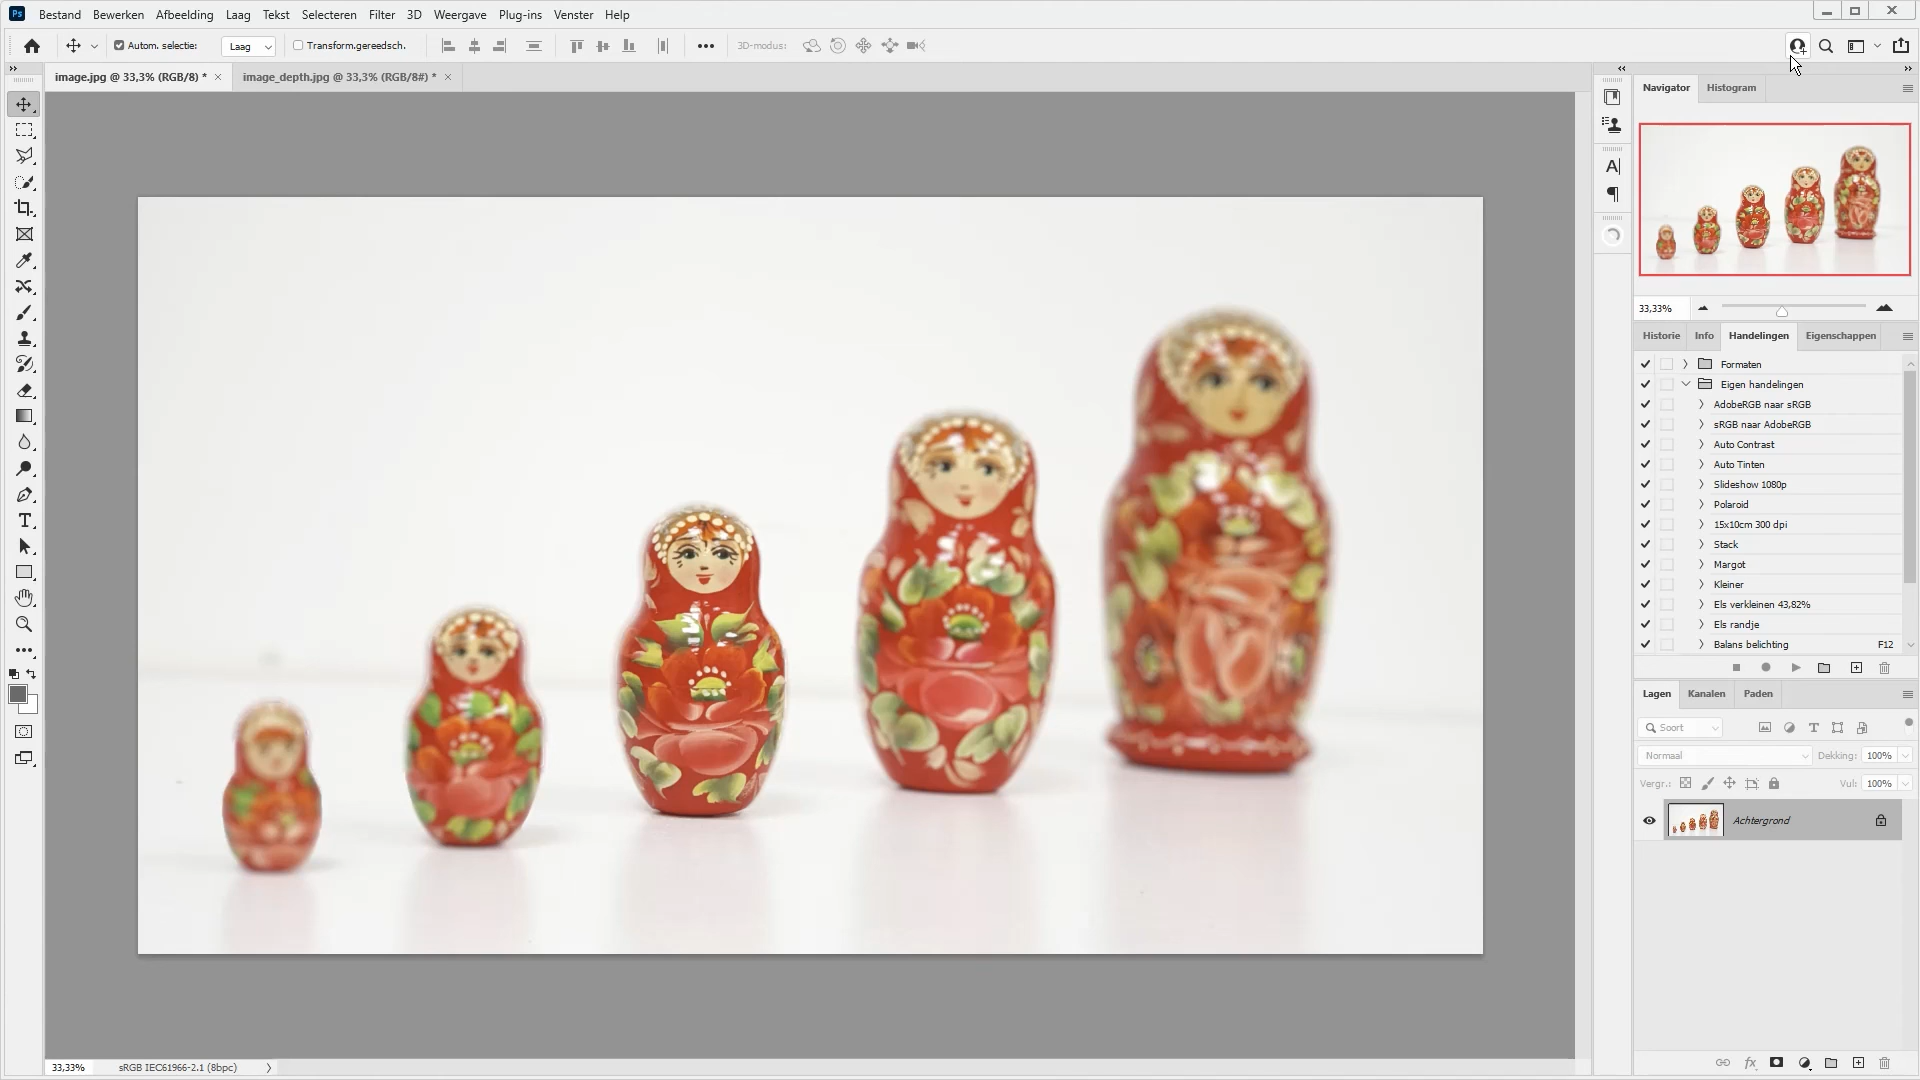 Ps
Bestand Bewerken Afbeelding Laag Tekst Selecteren Filter 3D Weergave Plug-ins Venster Help
Autom. selectie: Laag Transform.gereedsch. 3D-modus:
image.jpg @ 33,3% (RGB/8) * image_depth.jpg @ 33,3% (RGB/8#) *
Navigator Histogram
33,33%
Historie Info Handelingen Eigenschappen
Formaten
Eigen handelingen
AdobeRGB naar sRGB
sRGB naar AdobeRGB
Auto Contrast
Auto Tinten
Slideshow 1080p
Polaroid
15x10cm 300 dpi
Stack
Margot
Kleiner
Els verkleinen 43,82%
Els randje
Balans belichting F12
Lagen Kanalen Paden
Soort
Normaal Dekking: 100%
Vergr.: Vul: 100%
Achtergrond
33,33% sRGB IEC61966-2.1 (8bpc)